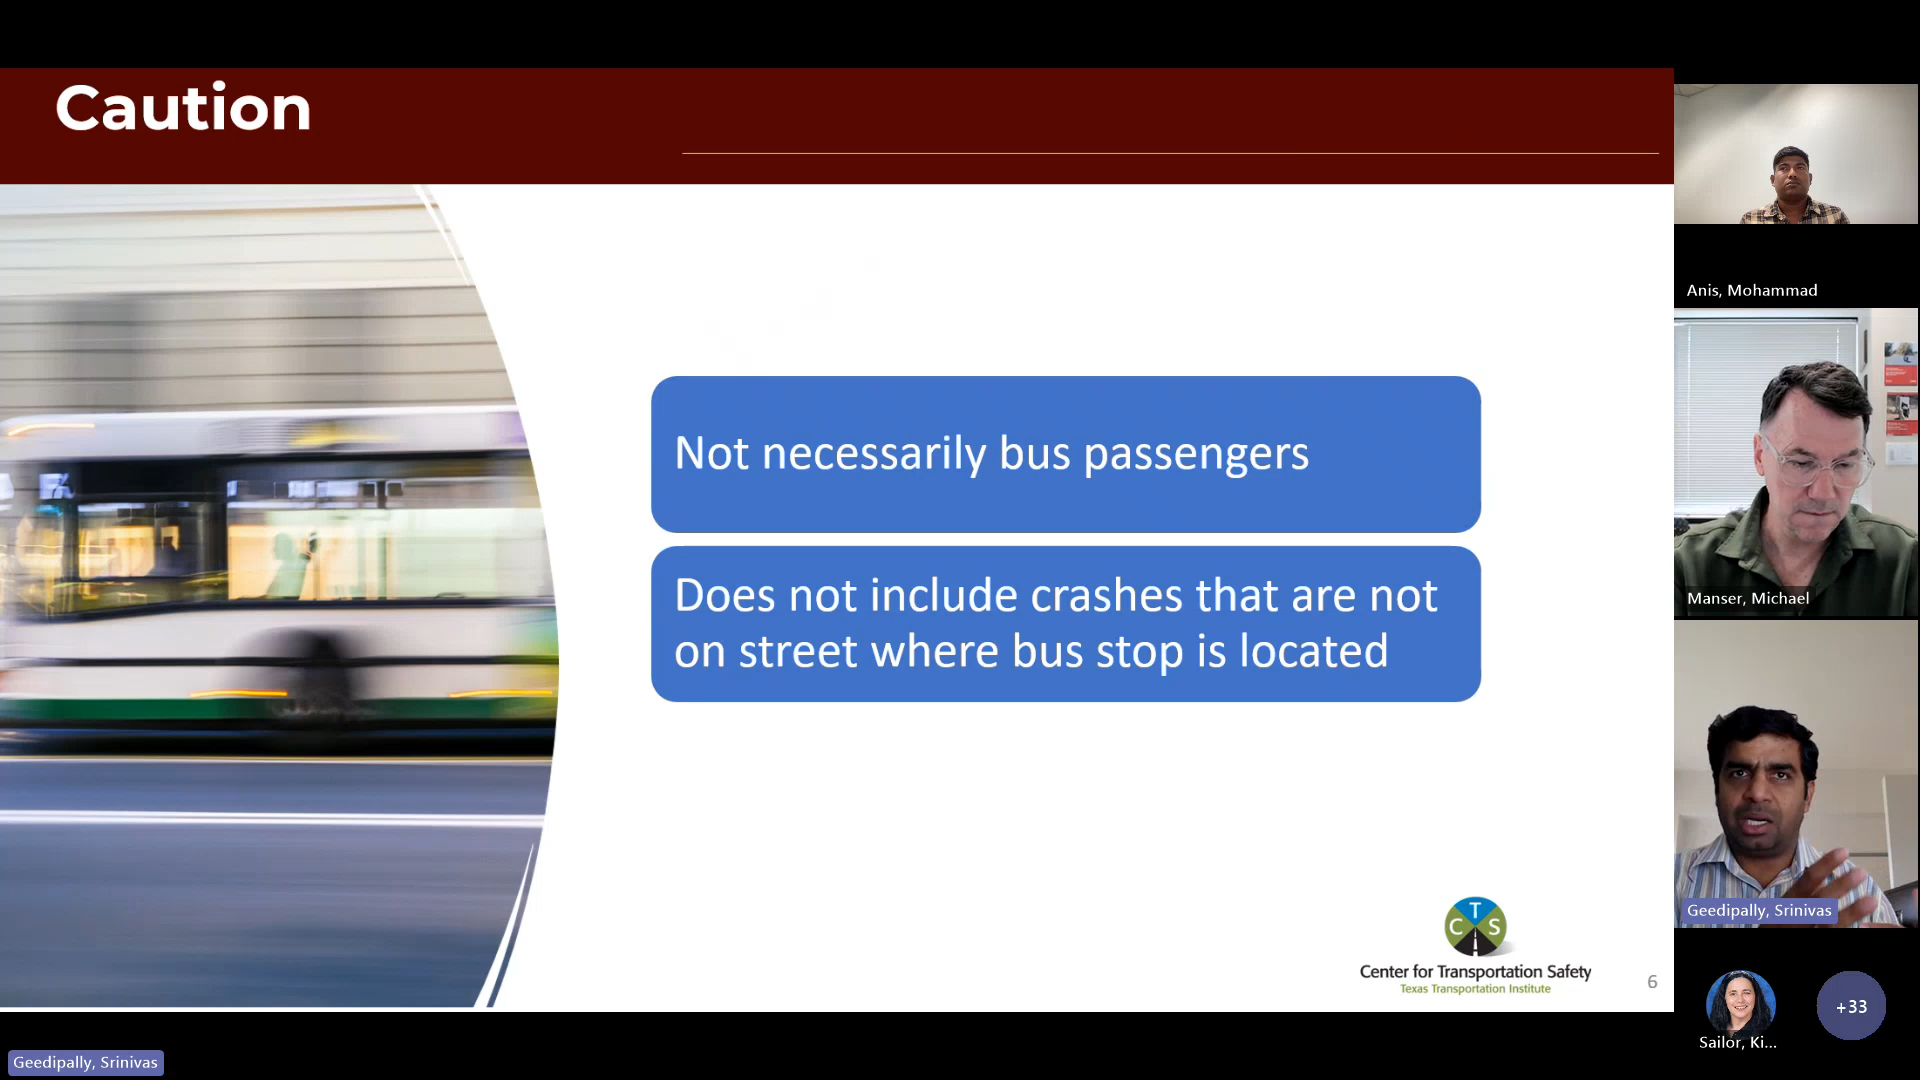 Caution
Not necessarily bus passengers
Does not include crashes that are not
on street where bus stop is located
T
C S
Center for Transportation Safety
Texas Transportation Institute
6
Anis, Mohammad
Manser, Michael
Geedipally, Srinivas
Sailor, Ki...
+33
Geedipally, Srinivas